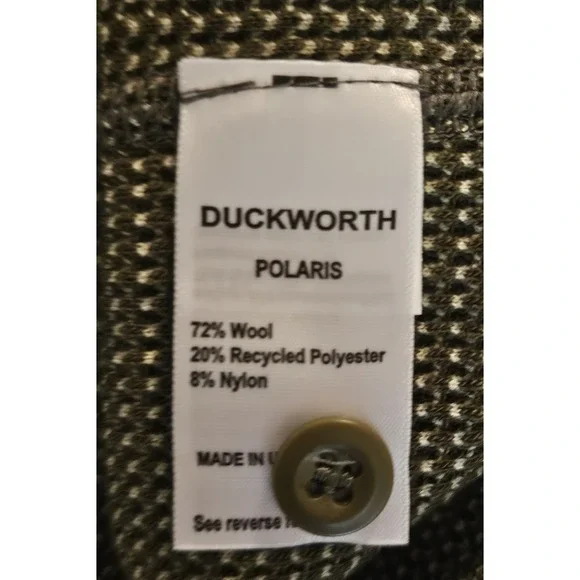 DUCKWORTH
POLARIS
72% Wool
20% Recycled Polyester
8% Nylon
MADE IN
See reverse